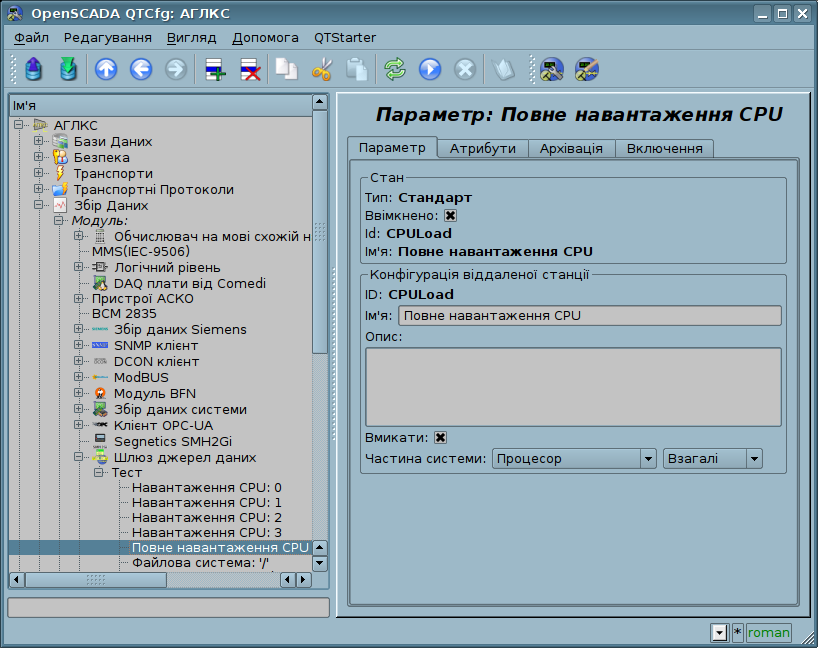 OpenSCADA QTCfg: АГЛКС
Файл Редагування Вигляд Допомога QTStarter
Ім'я
АГЛКС
Бази Даних
Безпека
Транспорти
Транспортні Протоколи
Збір Даних
Модуль:
Обчислювач на мові схожій н
MMS(IEC-9506)
Логічний рівень
DAQ плати від Comedi
Пристрої АСКО
ВСМ 2835
Збір даних Siemens
SNMP клієнт
DCON клієнт
ModBUS
Модуль BFN
Збір даних системи
Клієнт OPC-UA
Segnetics SMH2Gi
Шлюз джерел даних
Тест
Навантаження CPU: 0
Навантаження CPU: 1
Навантаження CPU: 2
Навантаження CPU: 3
Повне навантаження CPU
Файлова система: '/'
Параметр: Повне навантаження CPU
Параметр Атрибути Архівація Включення
Стан
Тип: Стандарт
Ввімкнено:
Id: CPULoad
Ім'я: Повне навантаження CPU
Конфігурація віддаленої станції
ID: CPULoad
Ім'я: Повне навантаження CPU
Опис:
Вмикати:
Частина системи: Процесор Взагалі
* roman